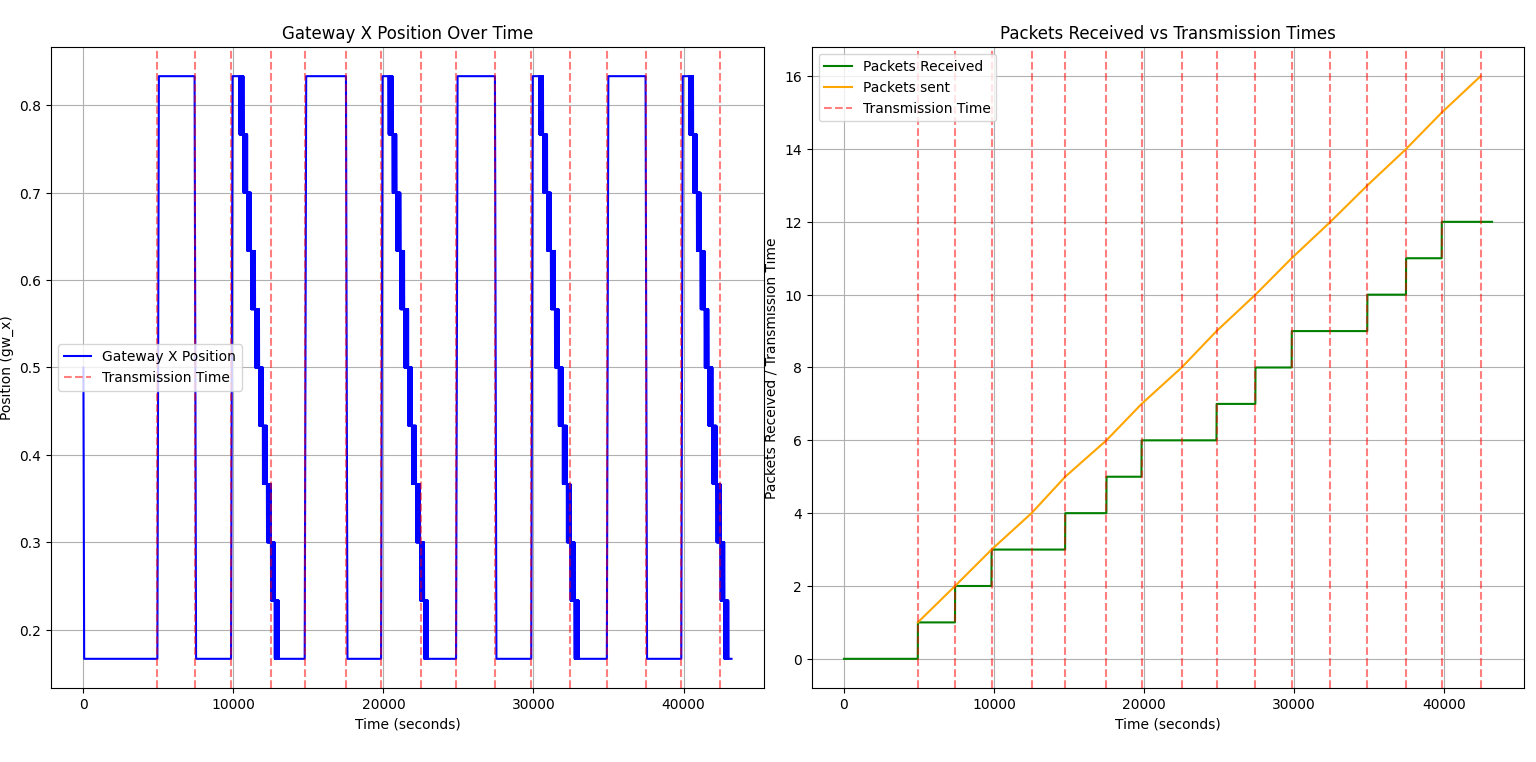 Gateway X Position Over Time
Position (gw_x)
0.8
0.7
0.6
0.5
0.4
0.3
0.2
Gateway X Position
Transmission Time
0
10000
20000
30000
40000
Time (seconds)
Packets Received vs Transmission Times
Packets Received / Transmission Time
16
14
12
10
8
6
4
2
0
Packets Received
Packets sent
Transmission Time
0
10000
20000
30000
40000
Time (seconds)